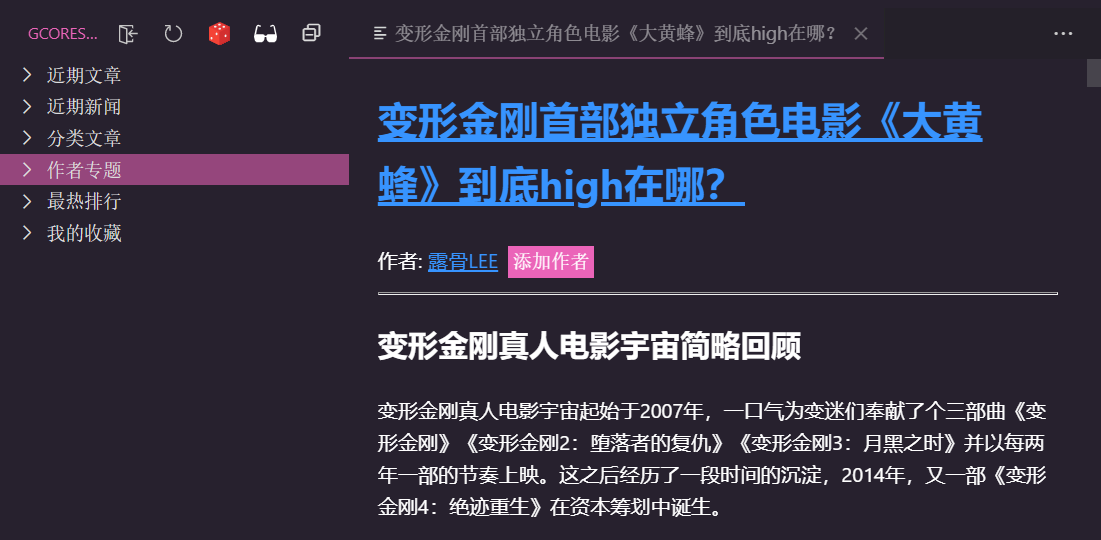 GCORES...
近期文章
近期新闻
分类文章
作者专题
最热排行
我的收藏
变形金刚首部独立角色电影《大黄蜂》到底high在哪？
变形金刚首部独立角色电影《大黄
蜂》到底high在哪？
作者: 露骨LEE 添加作者
变形金刚真人电影宇宙简略回顾
变形金刚真人电影宇宙起始于2007年，一口气为变迷们奉献了个三部曲《变
形金刚》《变形金刚2：堕落者的复仇》《变形金刚3：月黑之时》并以每两
年一部的节奏上映。这之后经历了一段时间的沉淀，2014年，又一部《变形
金刚4：绝迹重生》在资本筹划中诞生。